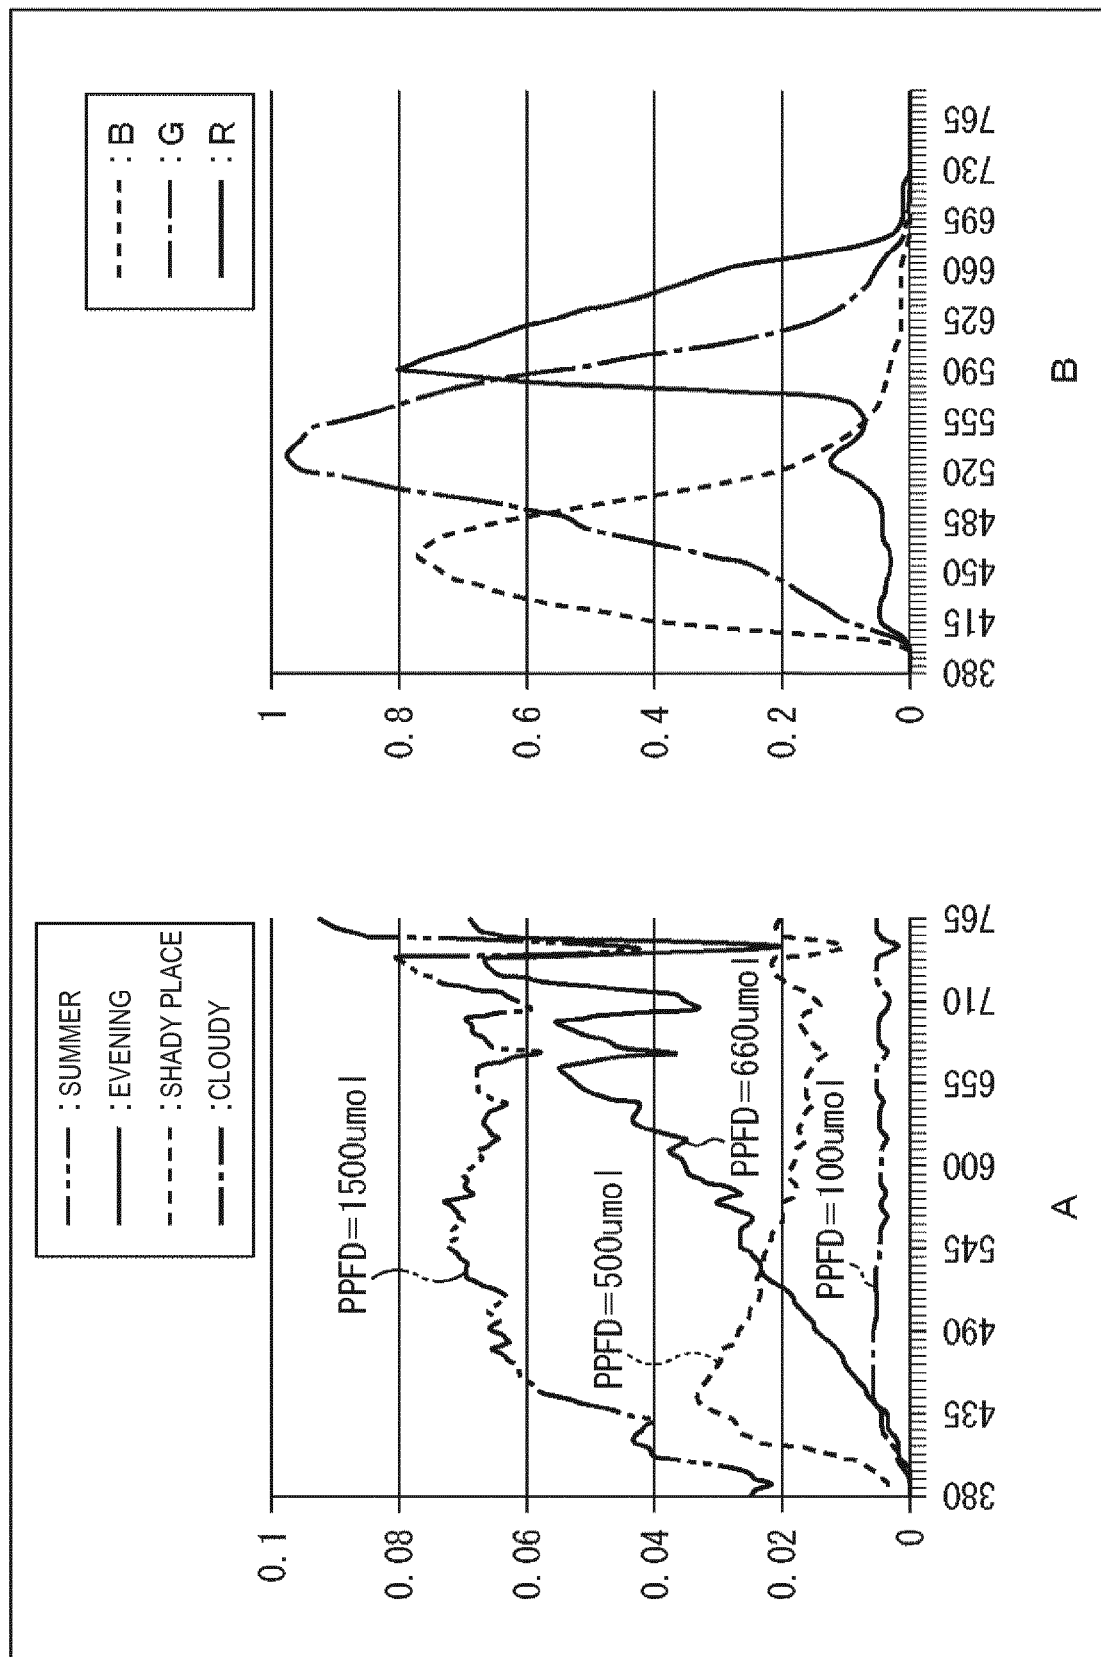 : SUMMER
: EVENING
: SHADY PLACE
: CLOUDY
0. 1
0. 08
0. 06
0. 04
0. 02
0
PPFD=1500umol
PPFD=500umol
PPFD=660umol
PPFD=100umol
380
435
490
545
600
655
710
765
A
: B
: G
: R
1
0. 8
0. 6
0. 4
0. 2
0
380
415
450
485
520
555
590
625
660
695
730
765
B